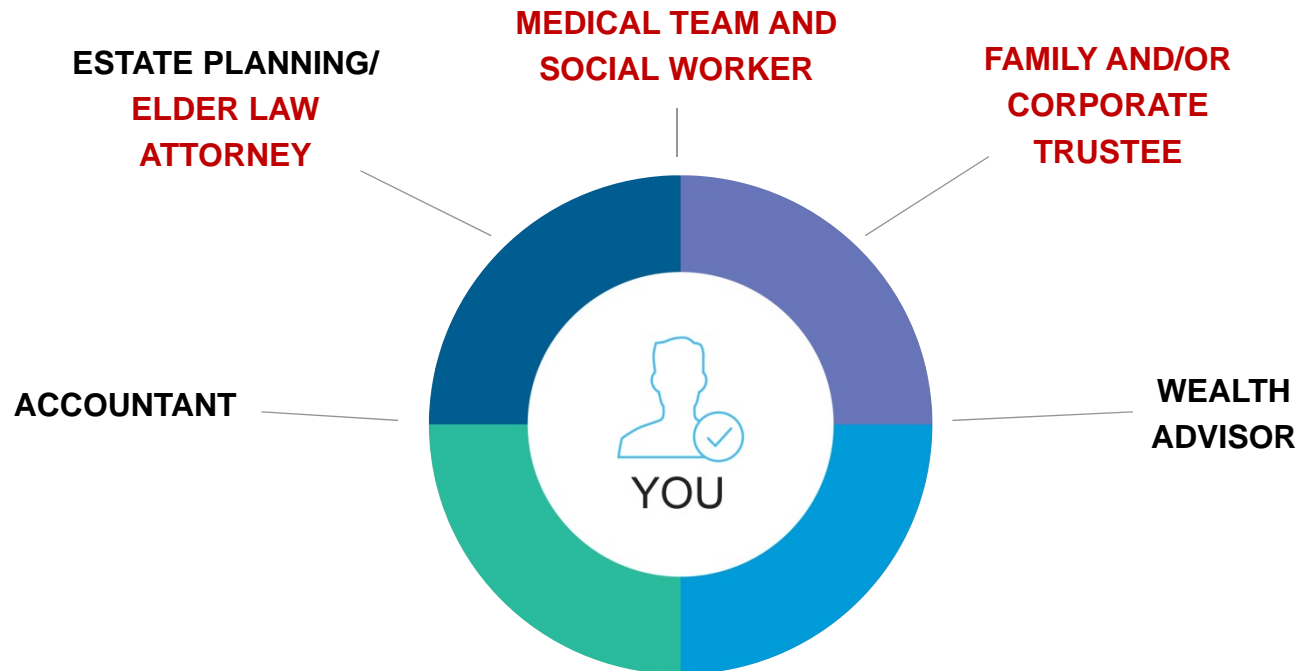 MEDICAL TEAM AND
SOCIAL WORKER
ESTATE PLANNING/
ELDER LAW
ATTORNEY
FAMILY AND/OR
CORPORATE
TRUSTEE
ACCOUNTANT
WEALTH
ADVISOR
YOU